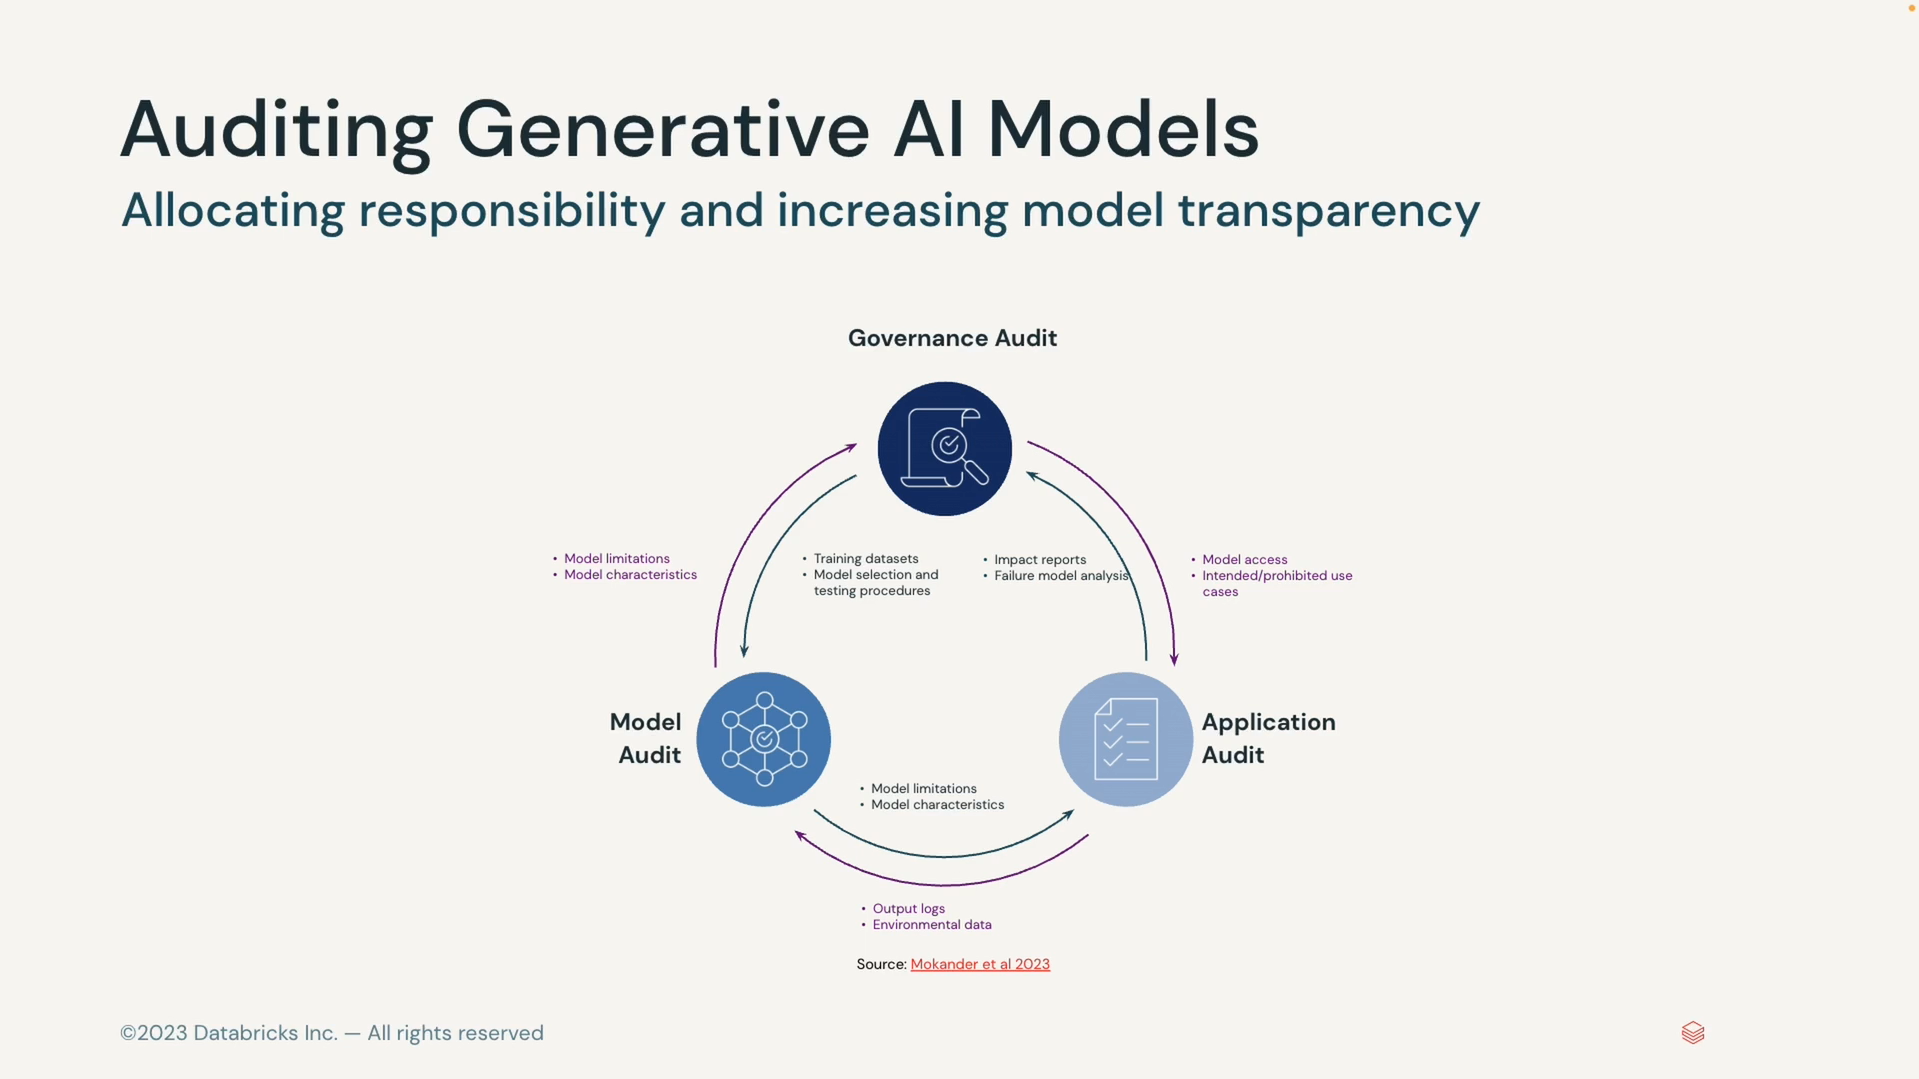 Auditing Generative AI Models
Allocating responsibility and increasing model transparency
Governance Audit
• Model limitations
• Model characteristics
• Training datasets
• Model selection and
testing procedures
• Impact reports
• Failure model analysis
• Model access
• Intended/prohibited use
cases
Model
Audit
Application
Audit
• Model limitations
• Model characteristics
• Output logs
• Environmental data
Source: Mokander et al 2023
©2023 Databricks Inc. — All rights reserved